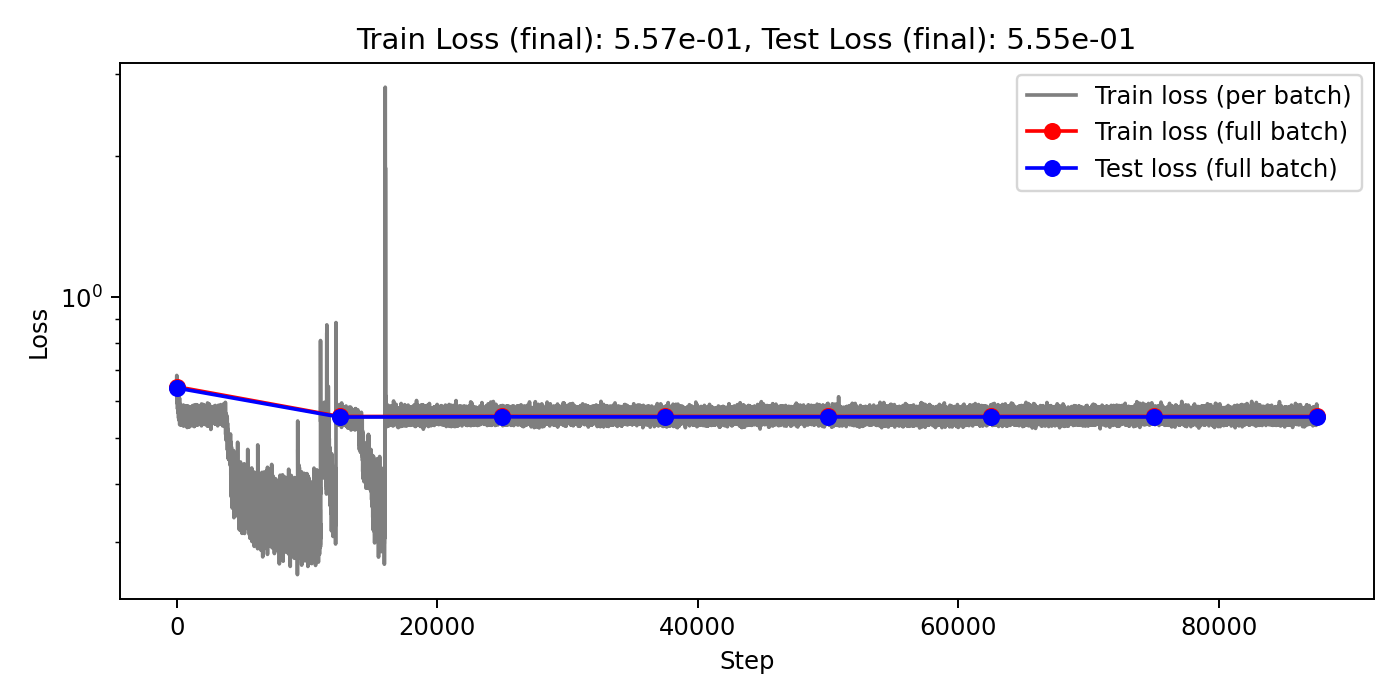 Train Loss (final): 5.57e-01, Test Loss (final): 5.55e-01
Train loss (per batch)
Train loss (full batch)
Test loss (full batch)
Loss
10⁰
0
20000
40000
60000
80000
Step